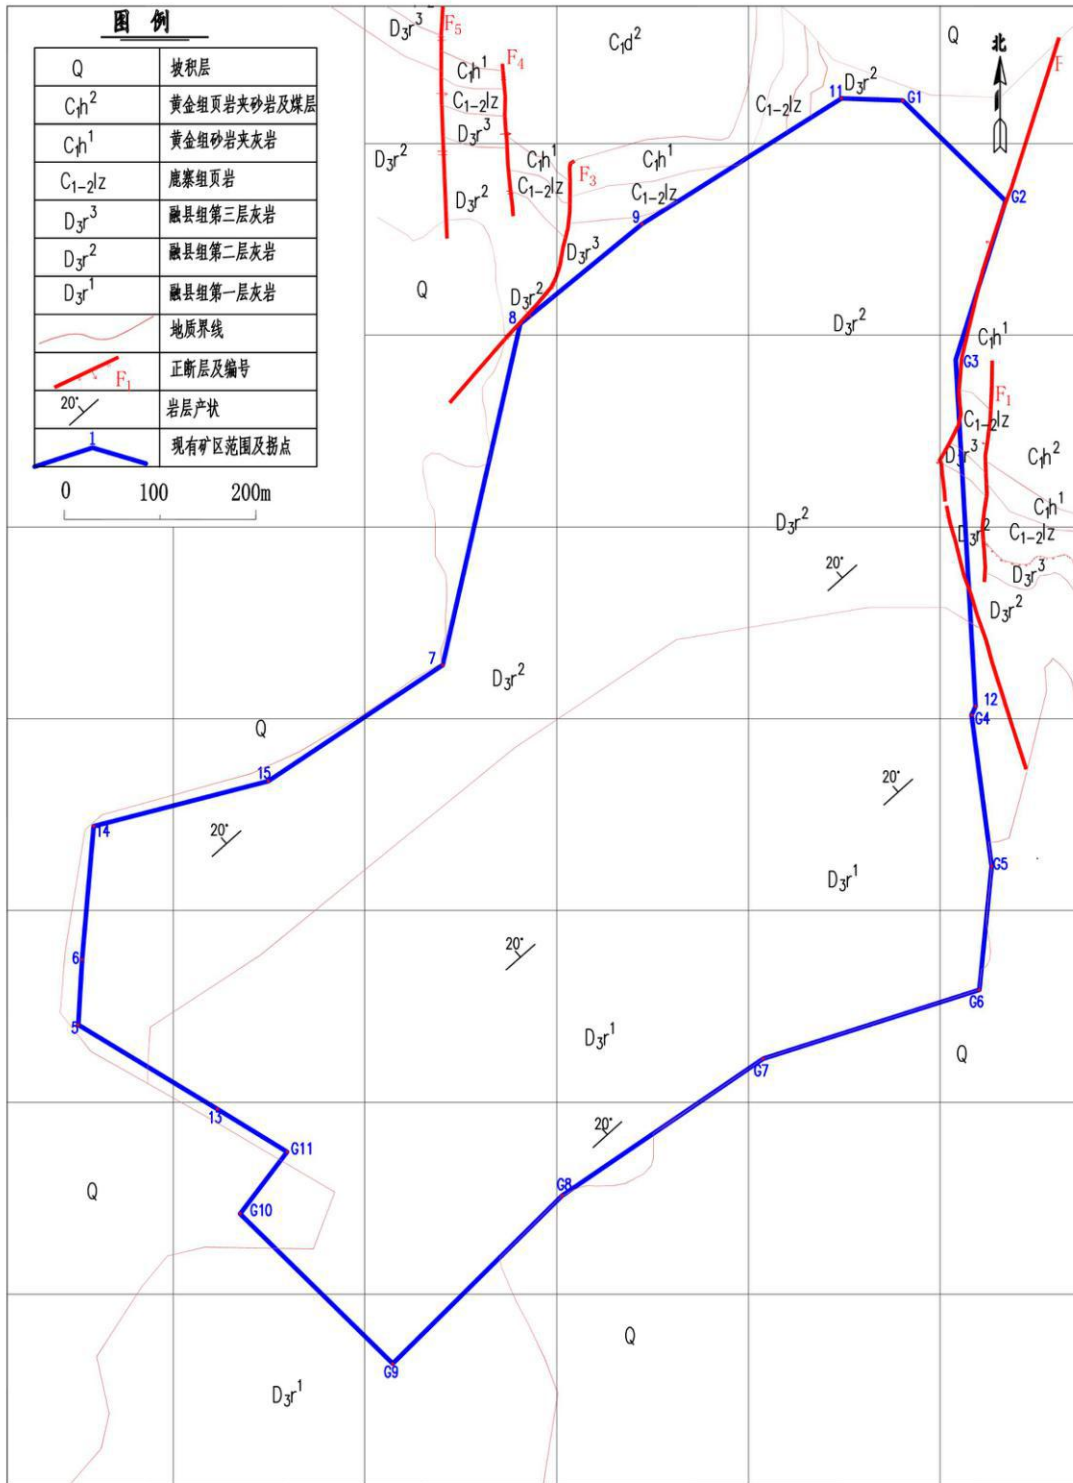 图 例
Q 坡积层
C₁h² 黄金组页岩夹砂岩及煤层
C₁h¹ 黄金组砂岩夹灰岩
C₁₋₂lz 鹿寨组页岩
D₃r³ 融县组第三层灰岩
D₃r² 融县组第二层灰岩
D₃r¹ 融县组第一层灰岩
地质界线
F₁ 正断层及编号
20° 岩层产状
1 现有矿区范围及拐点
0 100 200m
D₃r³ F₅ C₁d² Q 北
F₄
C₁h¹
C₁₋₂lz 11 D₃r² G1
C₁₋₂lz
D₃r³
D₃r² C₁h¹ C₁h¹
F₃
C₁₋₂lz C₁₋₂lz
D₃r² G2
9
D₃r³
Q
D₃r²
8 D₃r²
C₁h¹
G3
F₁
C₁₋₂lz
D₃r³ C₁h²
C₁h¹
D₃r² D₃r² C₁₋₂lz
20° D₃r³
D₃r²
7
D₃r²
12
G4
Q
15
20°
14
20°
G5
D₃r¹
20°
6
G6
5
D₃r¹
Q
G7
13
20°
G11
G8
Q
G10
Q
G9
D₃r¹